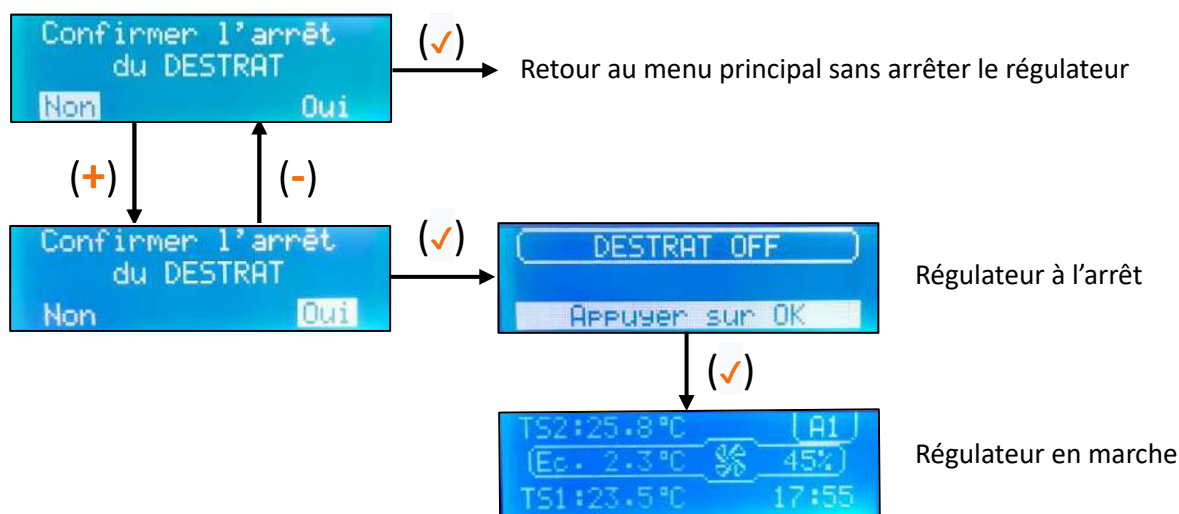 Confirmer l'arrêt
du DESTRAT
Non Oui
(✓)
Retour au menu principal sans arrêter le régulateur
(+) (-)
Confirmer l'arrêt
du DESTRAT
Non Oui
(✓)
DESTRAT OFF
Appuyer sur OK
Régulateur à l'arrêt
(✓)
TS2:25.8°C A1
Ec. 2.3°C 45%
TS1:23.5°C 17:55
Régulateur en marche